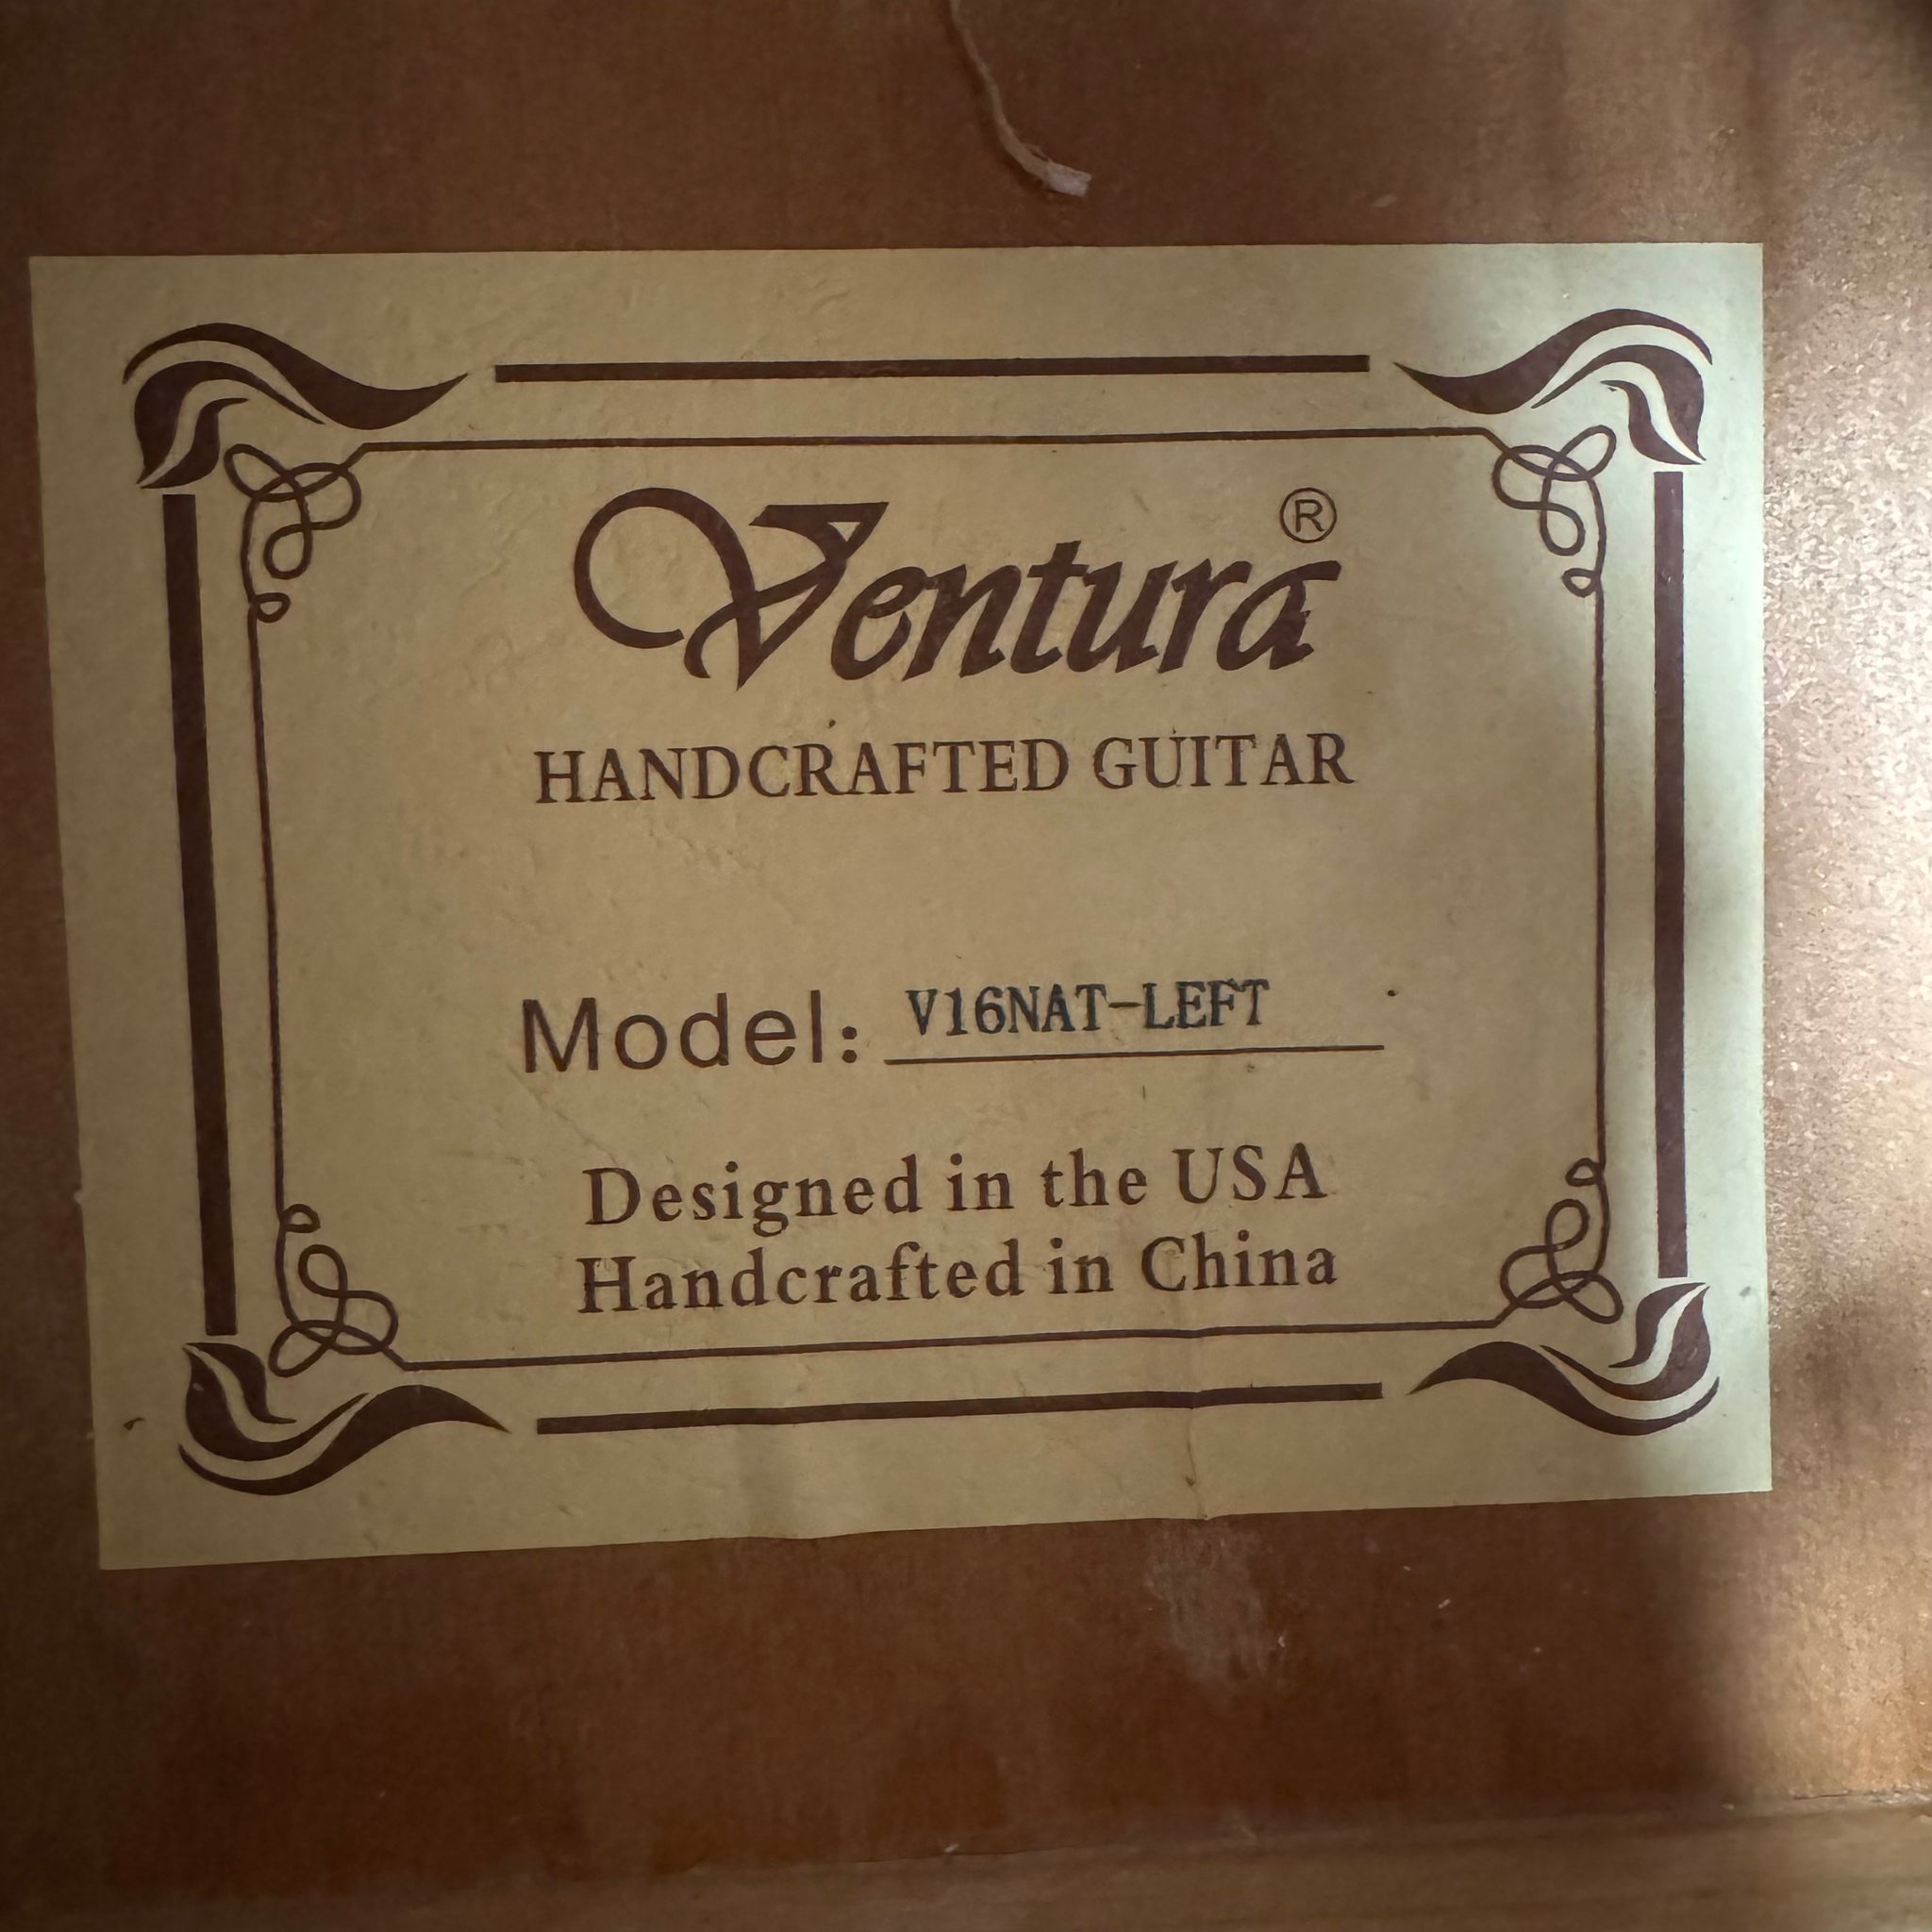 Ventura®
HANDCRAFTED GUITAR
Model: V16NAT-LEFT
Designed in the USA
Handcrafted in China